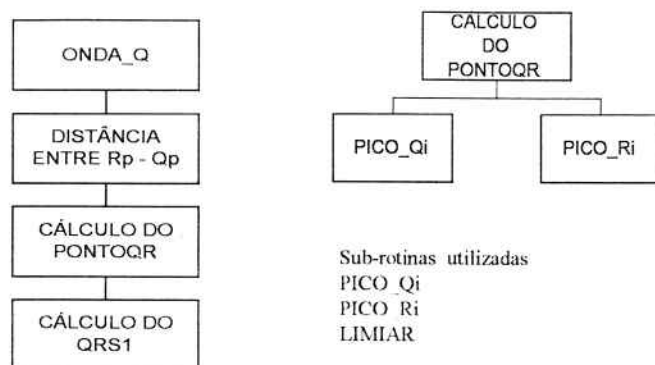 ONDA_Q
DISTÂNCIA
ENTRE Rp - Qp
CÁLCULO DO
PONTOQR
CÁLCULO DO
QRS1
CÁLCULO
DO
PONTOQR
PICO_Qi
PICO_Ri
Sub-rotinas utilizadas
PICO_Qi
PICO_Ri
LIMIAR